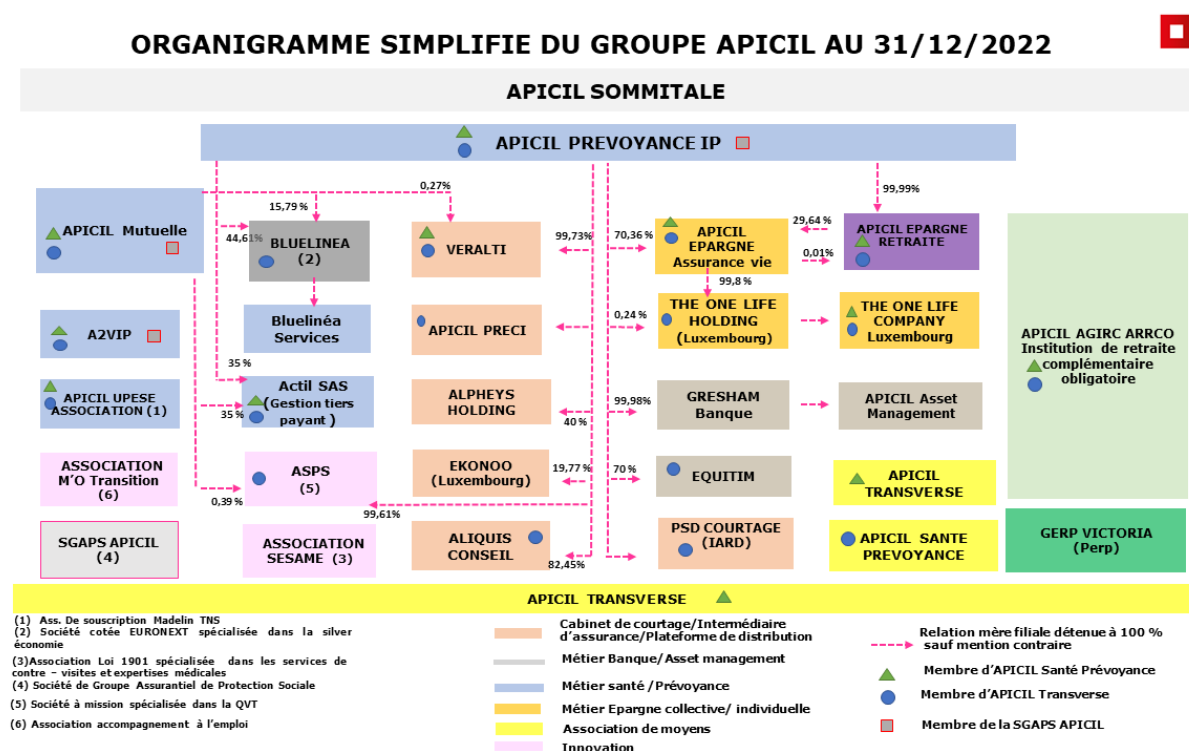 ORGANIGRAMME SIMPLIFIE DU GROUPE APICIL AU 31/12/2022
APICIL SOMMITALE
APICIL PREVOYANCE IP
0,27%
99,99%
15,79 %
APICIL Mutuelle
44,61%
BLUELINEA
(2)
VERALTI
99,73%
70,36%
APICIL
EPARGNE
Assurance vie
29,64 %
0,01%
APICIL EPARGNE
RETRAITE
99,8 %
A2VIP
Bluelinéa
Services
APICIL PRECI
0,24 %
THE ONE LIFE
HOLDING
(Luxembourg)
THE ONE LIFE
COMPANY
Luxembourg
APICIL AGIRC ARRCO
Institution de retraite
complémentaire
obligatoire
35 %
APICIL UPESE
ASSOCIATION (1)
35 %
Actil SAS
(Gestion tiers
payant )
ALPHEYS
HOLDING
40 %
99,98%
GRESHAM
Banque
APICIL Asset
Management
ASSOCIATION
M’O Transition
(6)
0,39 %
ASPS
(5)
EKONOO
(Luxembourg)
19,77 %
70 %
EQUITIM
APICIL
TRANSVERSE
99,61%
SGAPS APICIL
(4)
ASSOCIATION
SESAME (3)
ALIQUIS
CONSEIL
82,45%
PSD COURTAGE
(IARD)
APICIL SANTE
PREVOYANCE
GERP VICTORIA
(Perp)
APICIL TRANSVERSE
(1) Ass. De souscription Madelin TNS
(2) Société cotée EURONEXT spécialisée dans la silver
économie
(3)Association Loi 1901 spécialisée dans les services de
contre – visites et expertises médicales
(4) Société de Groupe Assurantiel de Protection Sociale
(5) Société à mission spécialisée dans la QVT
(6) Association accompagnement à l’emploi
Cabinet de courtage/Intermédiaire
d’assurance/Plateforme de distribution
Métier Banque/Asset management
Métier santé /Prévoyance
Métier Epargne collective/ individuelle
Association de moyens
Innovation
Relation mère filiale détenue à 100 %
sauf mention contraire
Membre d’APICIL Santé Prévoyance
Membre d’APICIL Transverse
Membre de la SGAPS APICIL